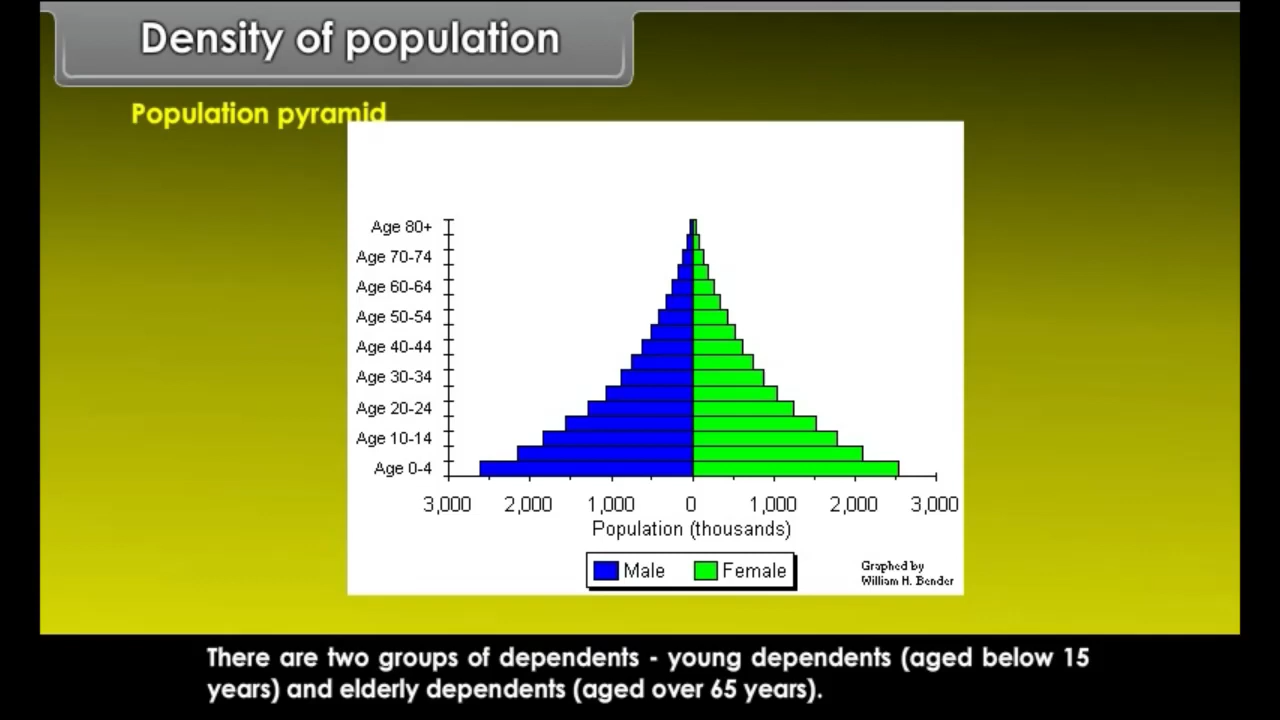 Density of population
Population pyramid
Age 80+
Age 70-74
Age 60-64
Age 50-54
Age 40-44
Age 30-34
Age 20-24
Age 10-14
Age 0-4
3,000 2,000 1,000 0 1,000 2,000 3,000
Population (thousands)
Male Female
Graphed by
William H. Bender
There are two groups of dependents - young dependents (aged below 15
years) and elderly dependents (aged over 65 years).